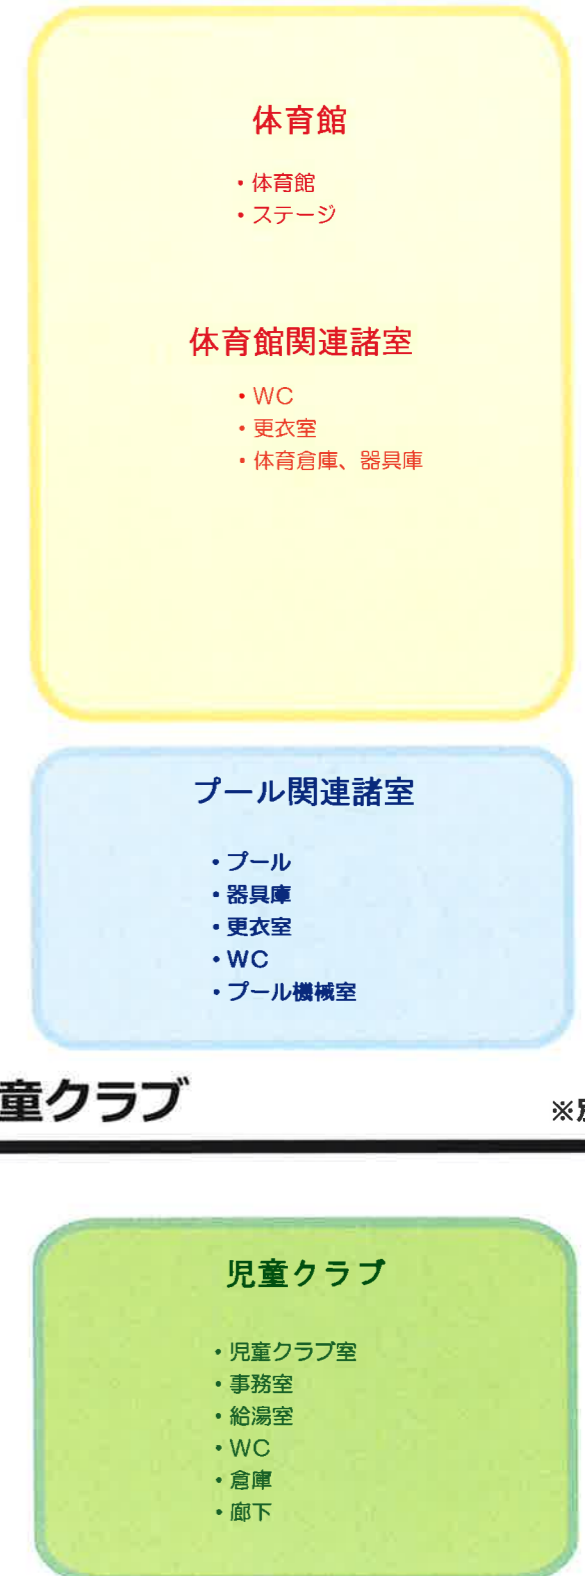 体育館
・体育館
・ステージ
体育館関連諸室
・WC
・更衣室
・体育倉庫、器具庫
プール関連諸室
・プール
・器具庫
・更衣室
・WC
・プール機械室
童クラブ
※別
児童クラブ
・児童クラブ室
・事務室
・給湯室
・WC
・倉庫
・廊下